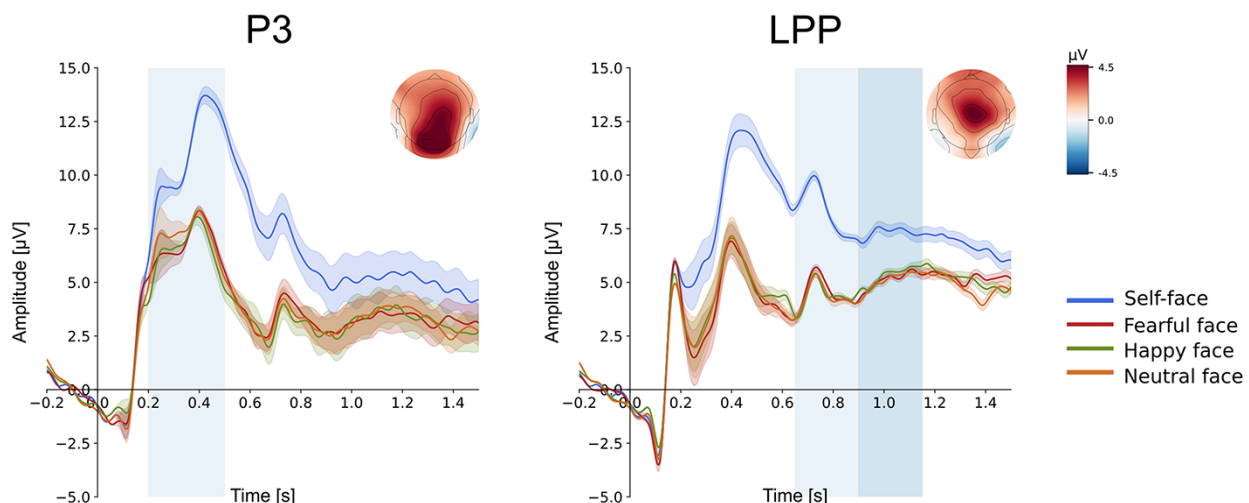 P3
15.0
12.5
10.0
7.5
5.0
2.5
0.0
−2.5
−5.0
Amplitude [µV]
−0.2 0.0 0.2 0.4 0.6 0.8 1.0 1.2 1.4
Time [s]
LPP
15.0
12.5
10.0
7.5
5.0
2.5
0.0
−2.5
−5.0
Amplitude [µV]
−0.2 0.0 0.2 0.4 0.6 0.8 1.0 1.2 1.4
Time [s]
µV
4.5
0.0
-4.5
Self-face
Fearful face
Happy face
Neutral face